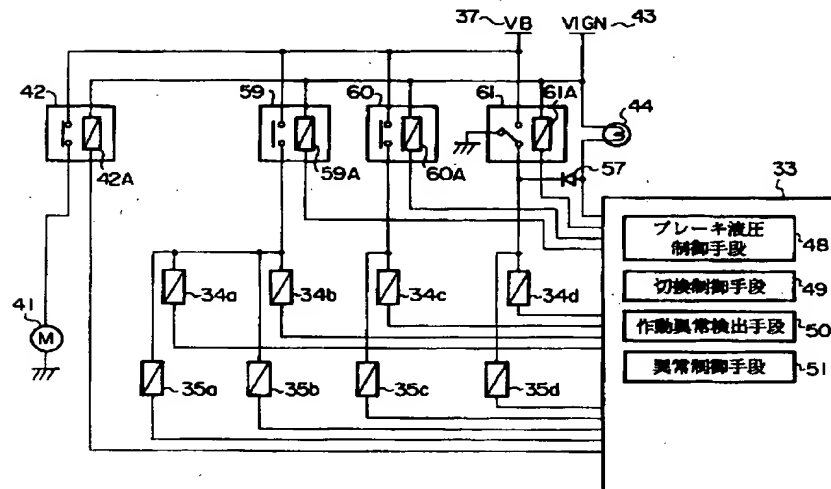 37 VB VIGN 43
42 59 60 61 61A 44
42A 59A 60A 57
33
ブレーキ液圧
制御手段 48
切換制御手段 49
作動異常検出手段 50
異常制御手段 51
34a 34b 34c 34d
41
M
35a 35b 35c 35d